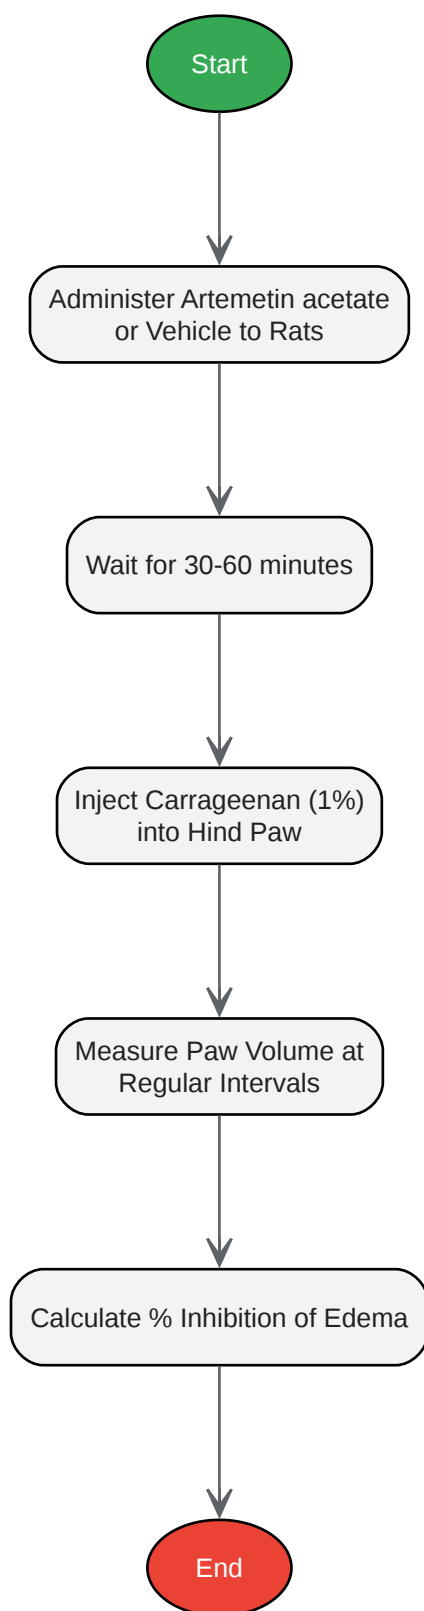 Start
Administer Artemetin acetate
or Vehicle to Rats
Wait for 30-60 minutes
Inject Carrageenan (1%)
into Hind Paw
Measure Paw Volume at
Regular Intervals
Calculate % Inhibition of Edema
End